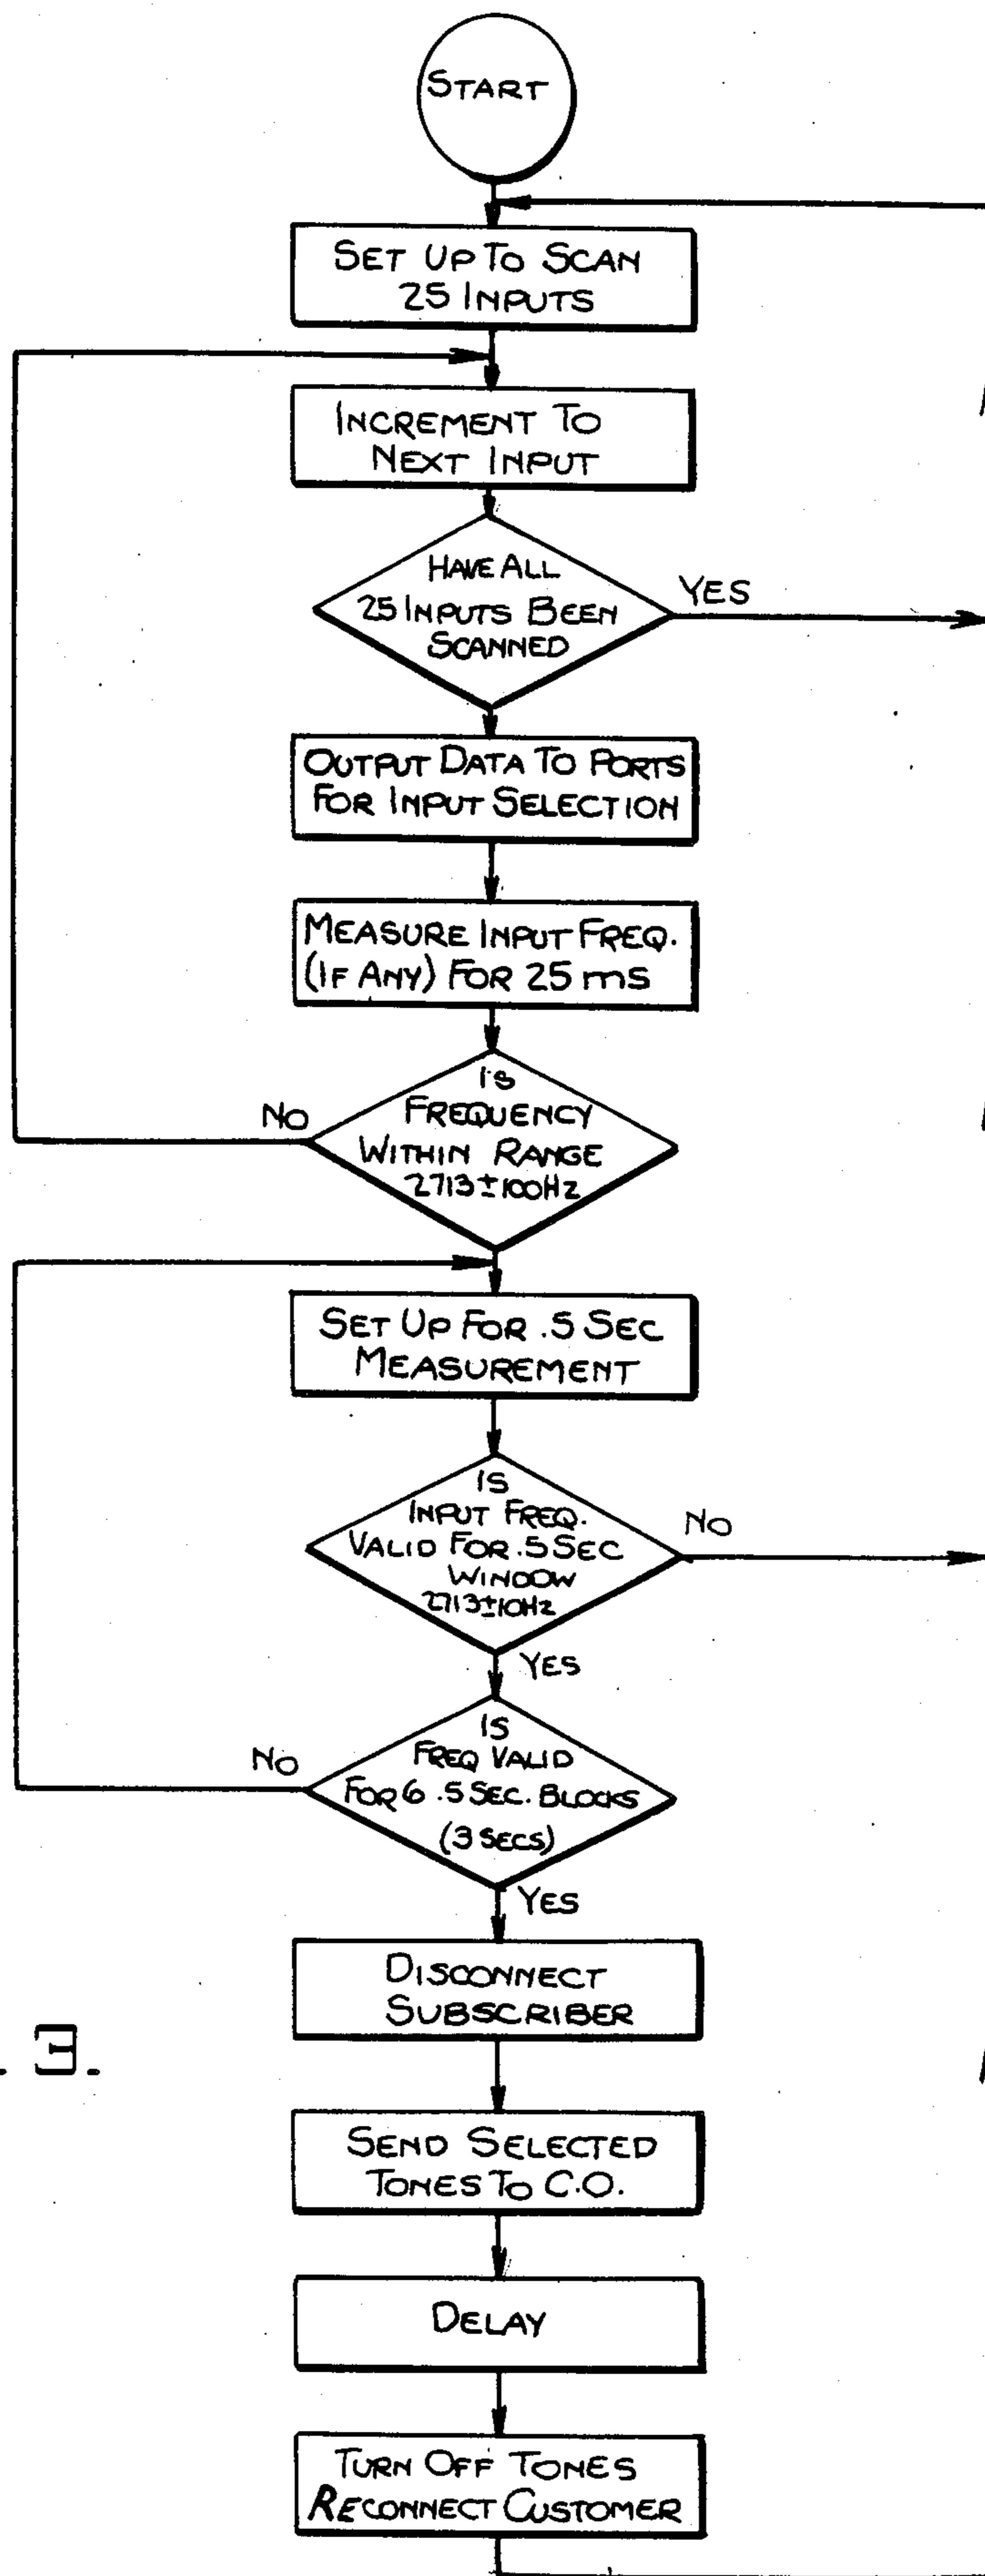 START
SET UP TO SCAN
25 INPUTS
INCREMENT TO
NEXT INPUT
HAVE ALL
25 INPUTS BEEN
SCANNED
YES
OUTPUT DATA TO PORTS
FOR INPUT SELECTION
MEASURE INPUT FREQ.
(IF ANY) FOR 25 ms
IS
FREQUENCY
WITHIN RANGE
2713±100Hz
NO
SET UP FOR .5 SEC
MEASUREMENT
IS
INPUT FREQ.
VALID FOR .5 SEC
WINDOW
2713±10Hz
NO
YES
IS
FREQ VALID
FOR 6 .5 SEC. BLOCKS
(3 SECS)
NO
YES
DISCONNECT
SUBSCRIBER
. 3.
SEND SELECTED
TONES TO C.O.
DELAY
TURN OFF TONES
RECONNECT CUSTOMER